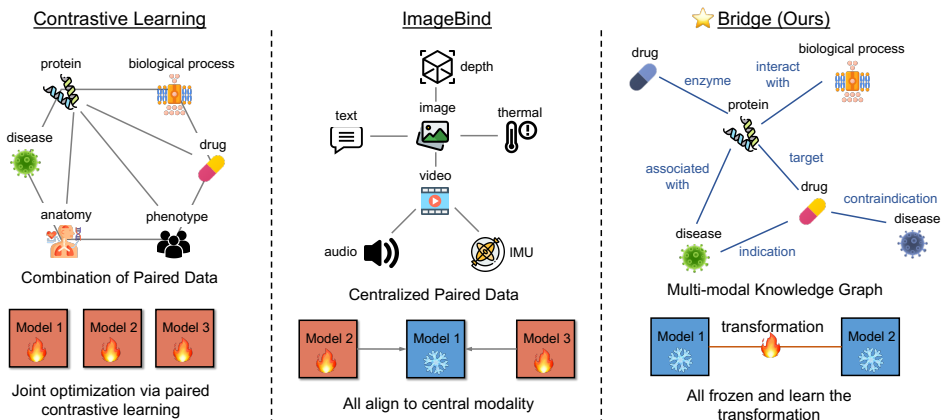 Contrastive Learning
protein
biological process
disease
drug
anatomy
phenotype
Combination of Paired Data
Model 1
Model 2
Model 3
Joint optimization via paired
contrastive learning
ImageBind
depth
image
text
thermal
video
audio
IMU
Centralized Paired Data
Model 2
Model 1
Model 3
All align to central modality
Bridge (Ours)
drug
biological process
enzyme
interact
with
protein
associated
with
target
drug
contraindication
disease
disease
indication
Multi-modal Knowledge Graph
Model 1
transformation
Model 2
All frozen and learn the
transformation